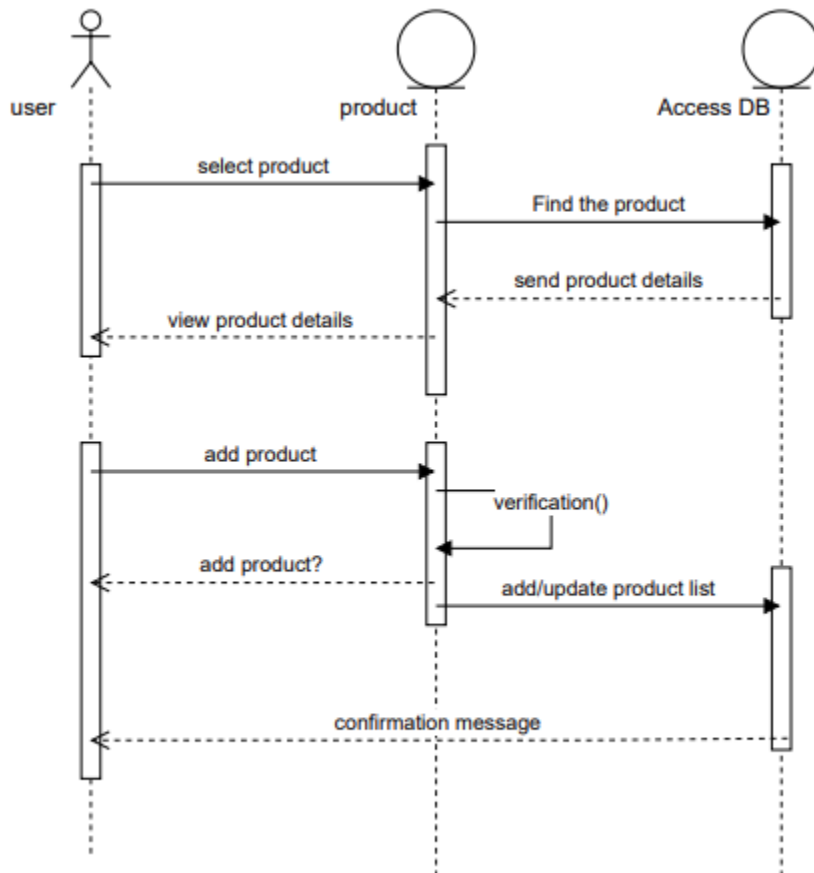 user
product
Access DB
select product
Find the product
send product details
view product details
add product
verification()
add product?
add/update product list
confirmation message